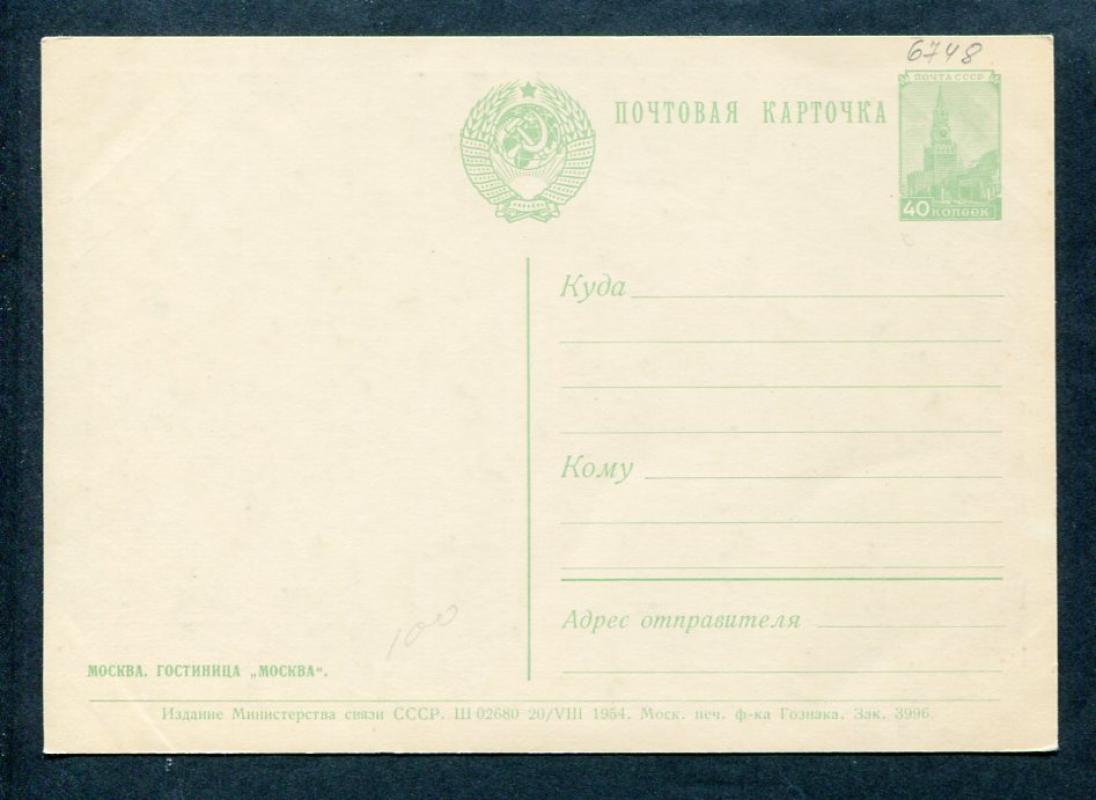 6748
ПОЧТА СССР
ПОЧТОВАЯ КАРТОЧКА
40 КОПЕЕК
Куда
Кому
Адрес отправителя
100
МОСКВА. ГОСТИНИЦА „МОСКВА“.
Издание Министерства связи СССР. Ш 02680 20/VIII 1954. Моск. печ. ф-ка Гознака. Зак. 3996.